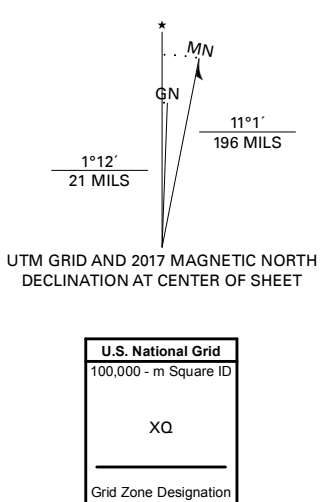 ★
MN
GN
11°1´
196 MILS
1°12´
21 MILS
UTM GRID AND 2017 MAGNETIC NORTH
DECLINATION AT CENTER OF SHEET
U.S. National Grid
100,000 - m Square ID
XQ
Grid Zone Designation